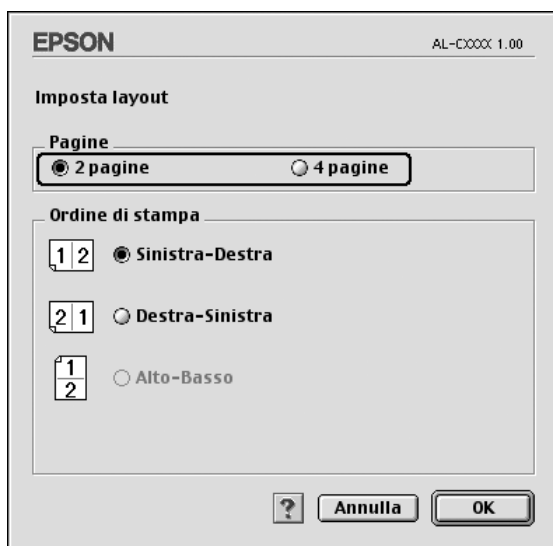 EPSON AL-CXXX 1.00
Imposta layout
Pagine
2 pagine 4 pagine
Ordine di stampa
1 2 Sinistra-Destra
2 1 Destra-Sinistra
1
2
Alto-Basso
? Annulla OK